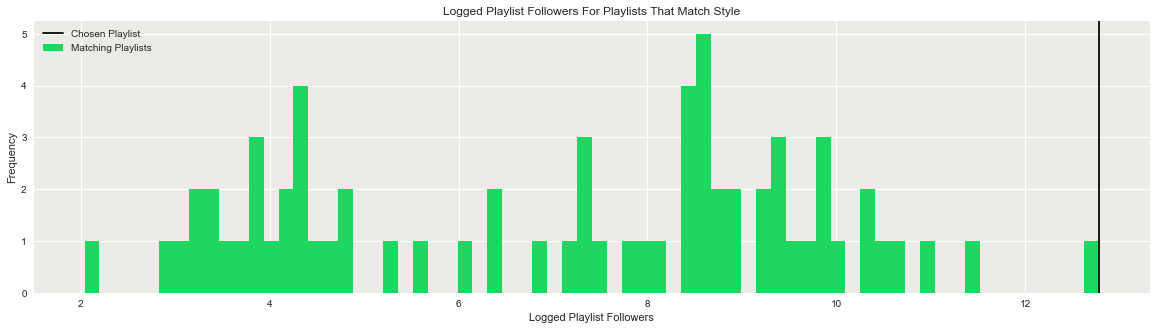 Logged Playlist Followers For Playlists That Match Style
Chosen Playlist
Matching Playlists
Frequency
5
4
3
2
1
0
2
4
6
8
10
12
Logged Playlist Followers